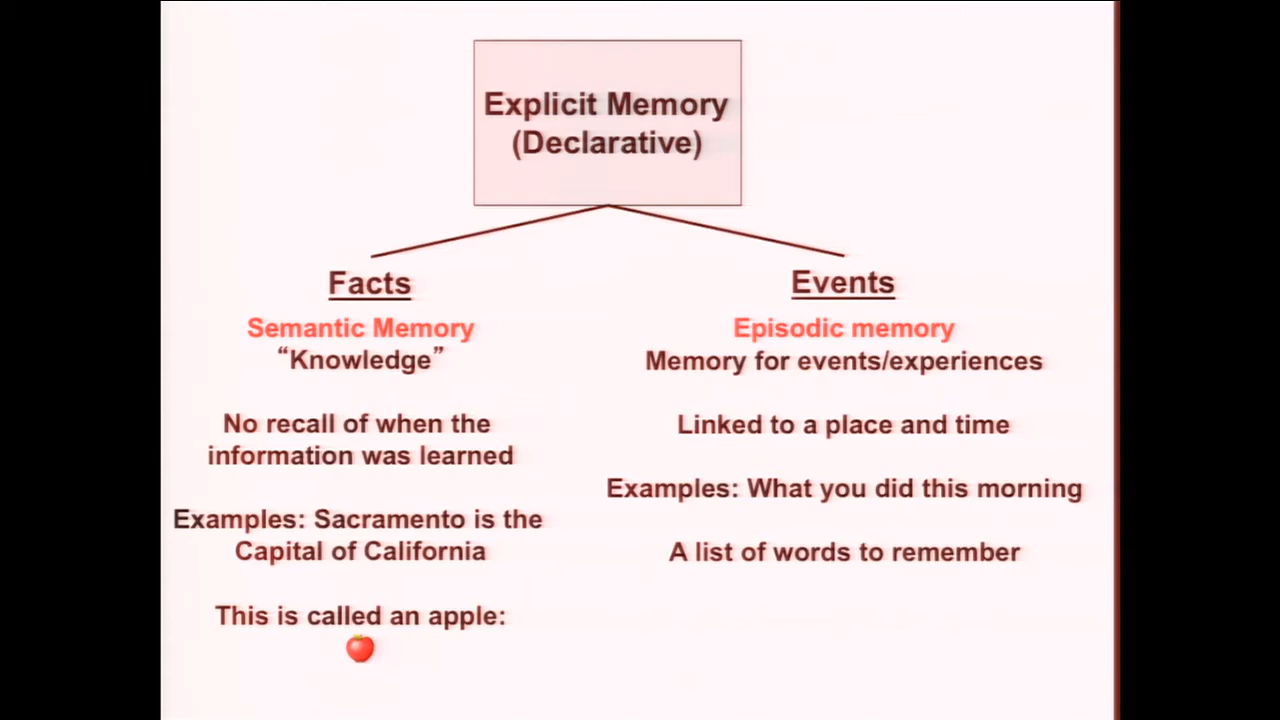 Explicit Memory
(Declarative)
Facts
Semantic Memory
“Knowledge”
No recall of when the
information was learned
Examples: Sacramento is the
Capital of California
This is called an apple:
Events
Episodic memory
Memory for events/experiences
Linked to a place and time
Examples: What you did this morning
A list of words to remember